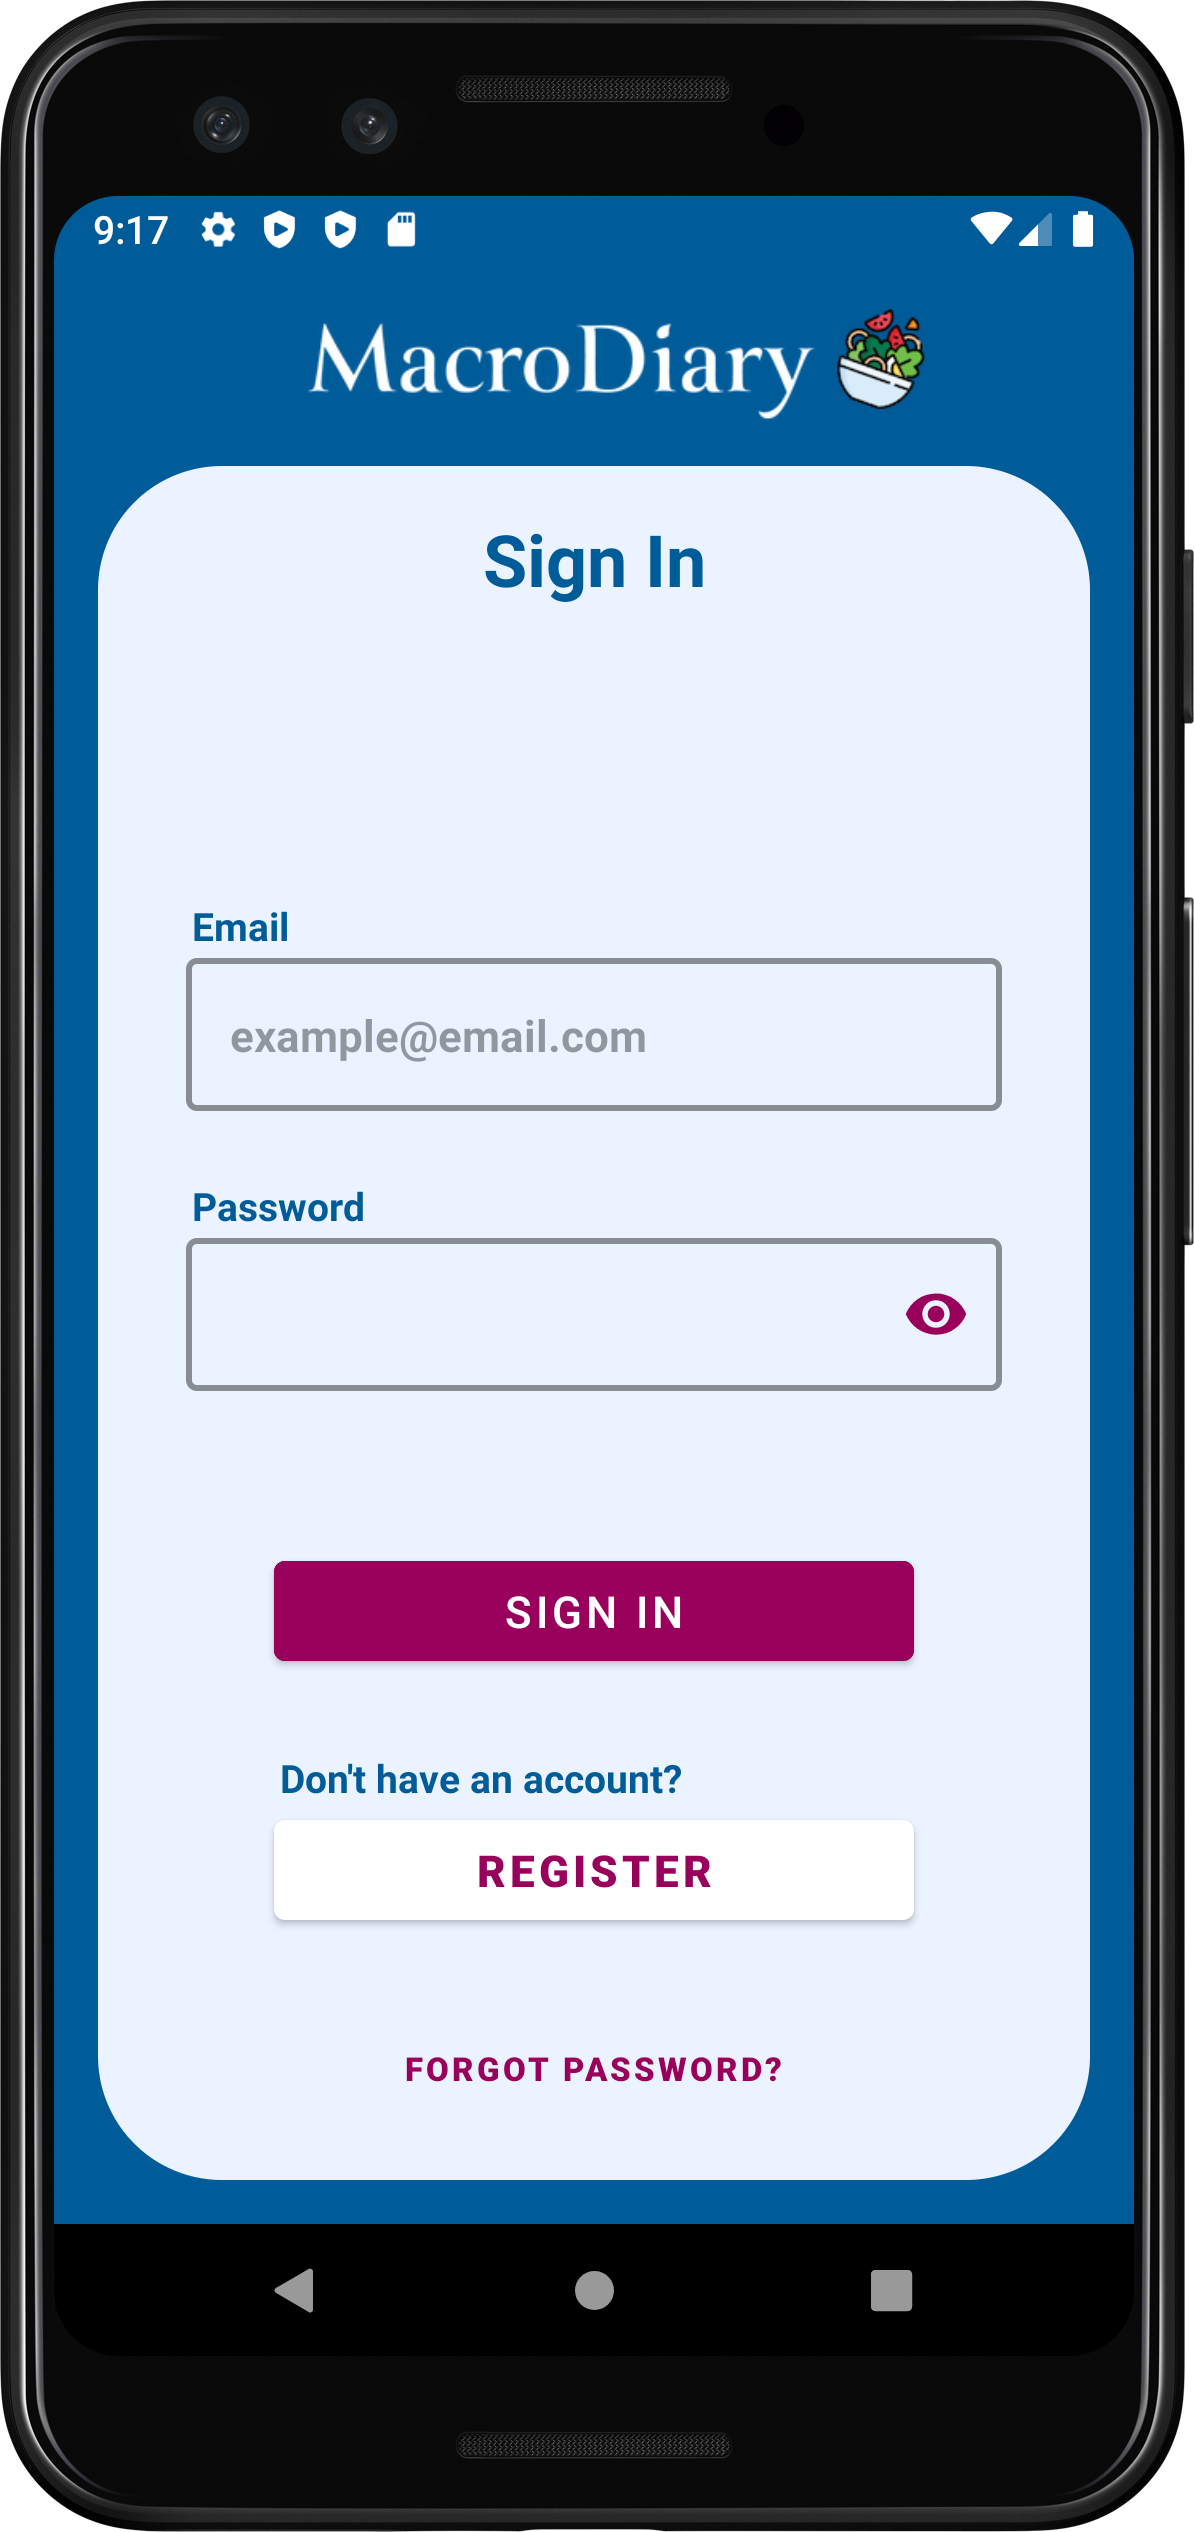 9:17
MacroDiary
Sign In
Email
example@email.com
Password
SIGN IN
Don't have an account?
REGISTER
FORGOT PASSWORD?